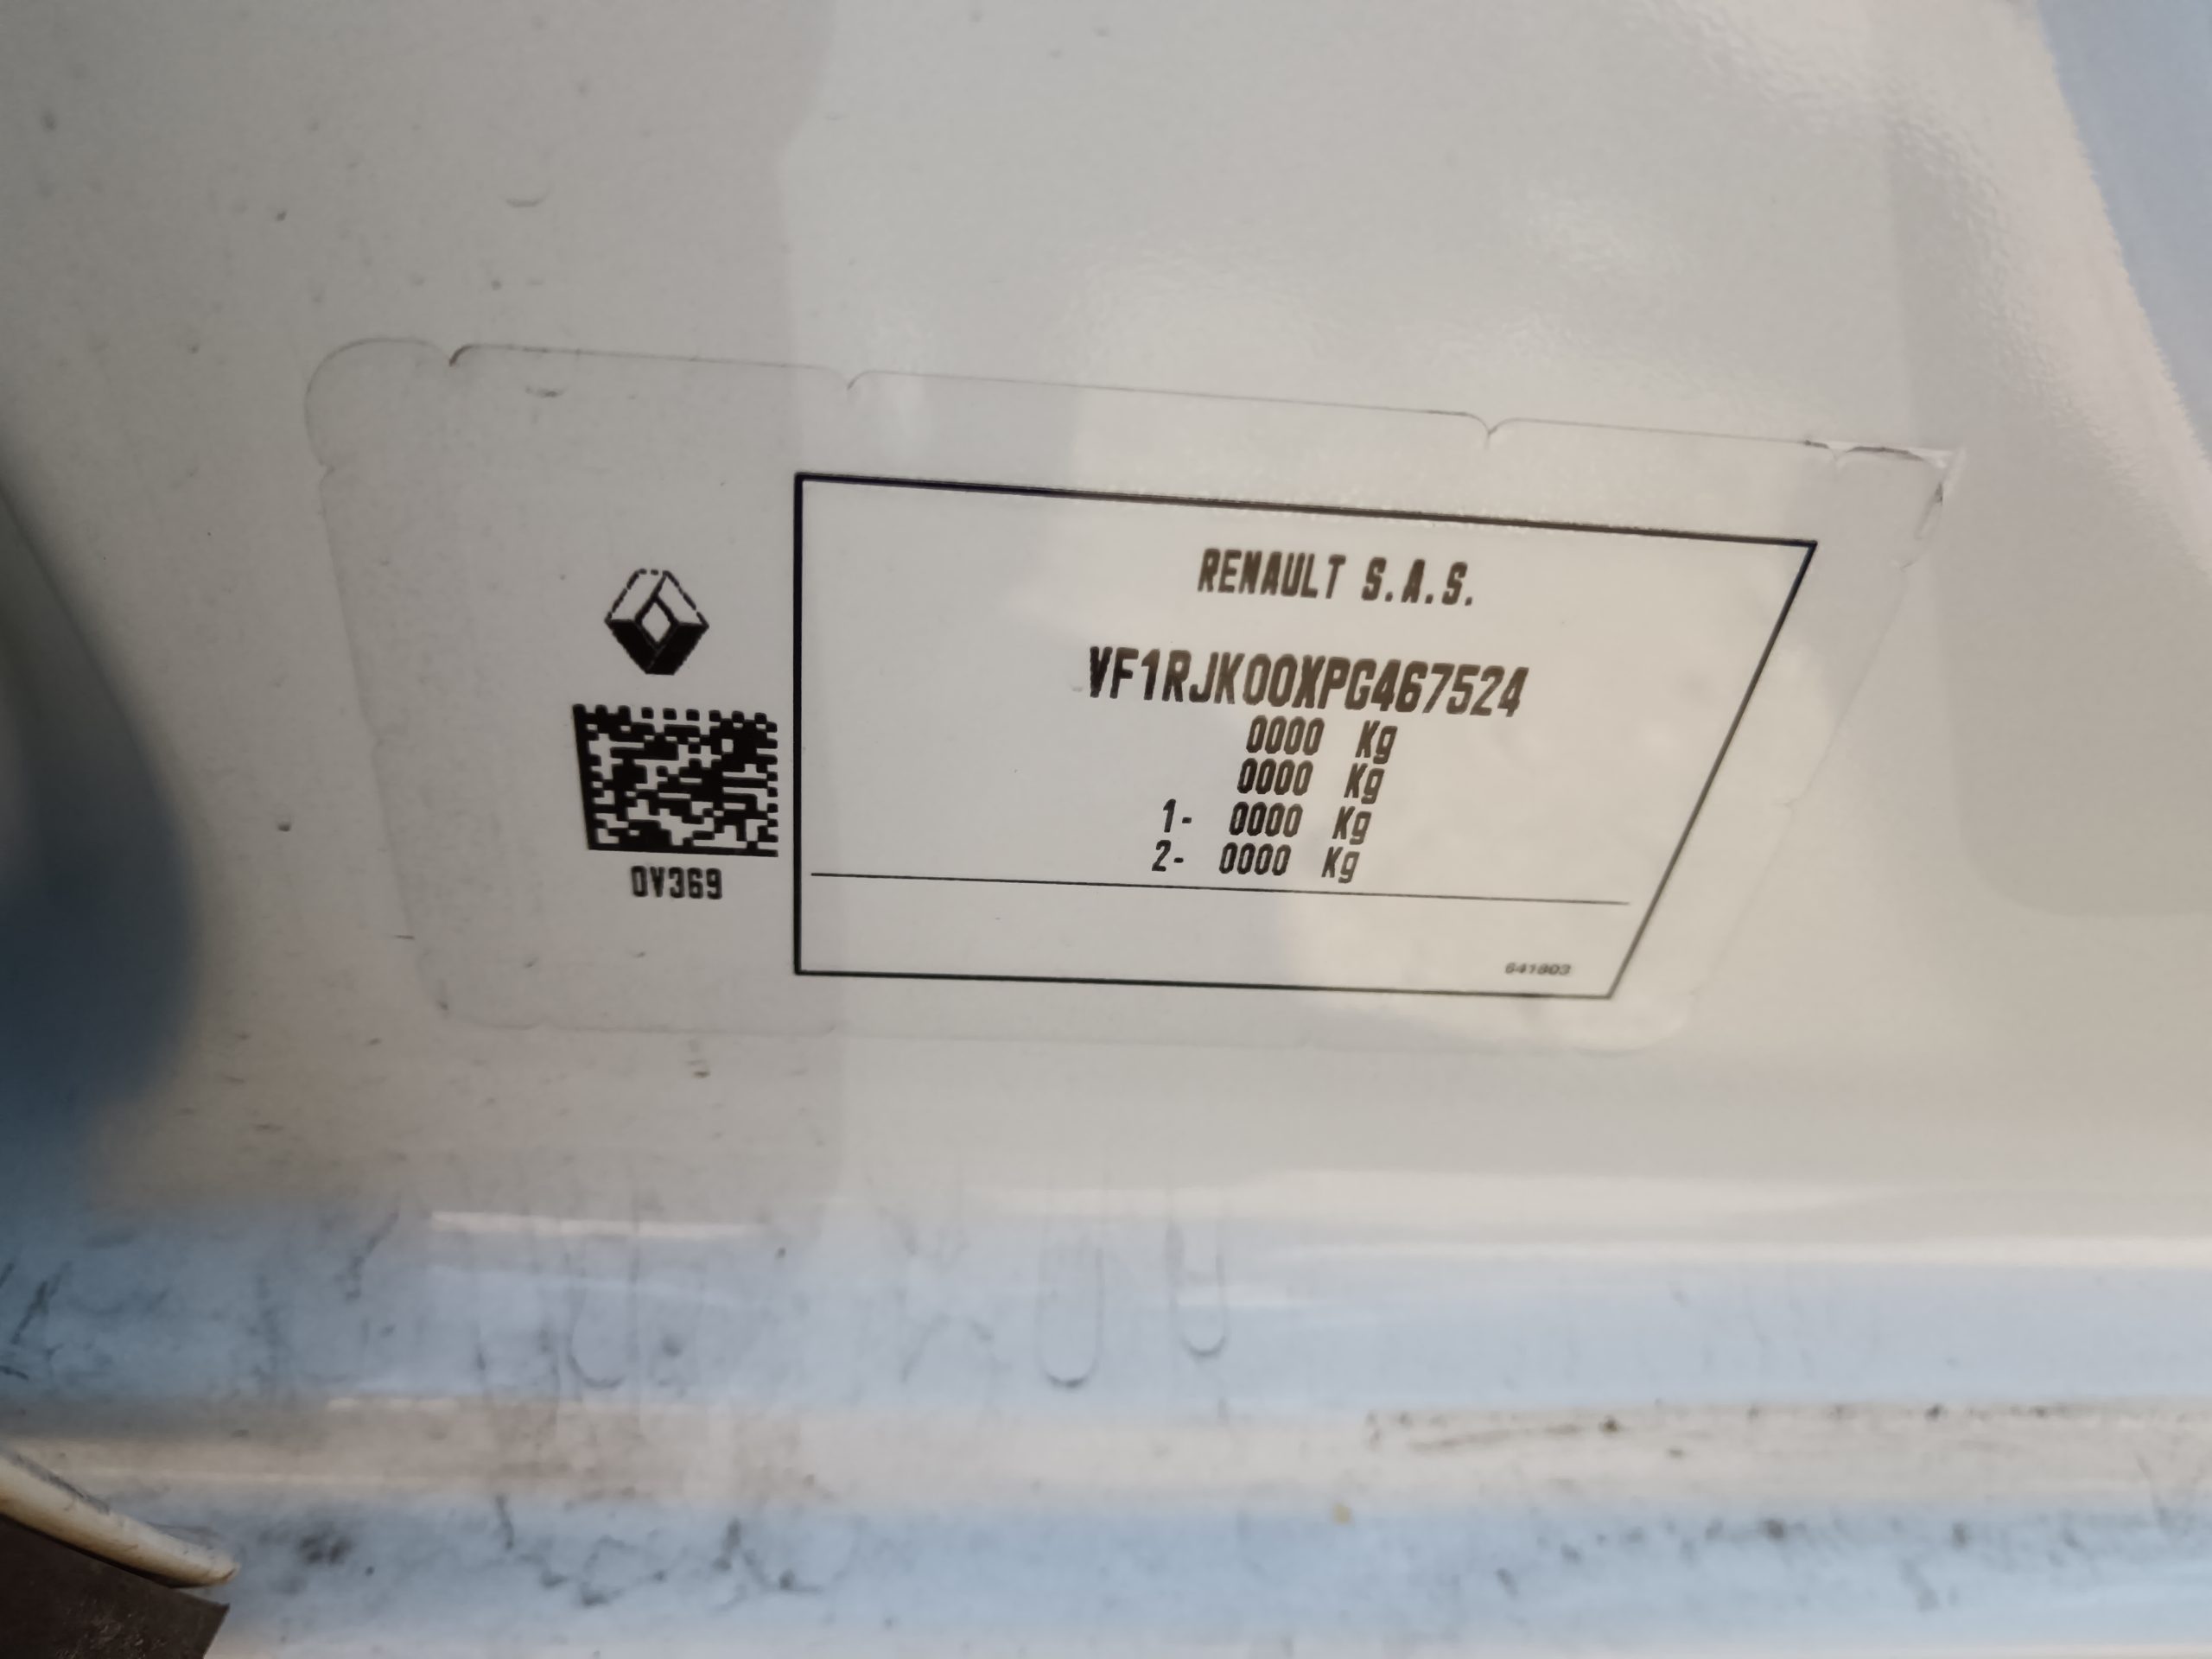 RENAULT S.A.S.
VF1RJK00XPG467524
0000 Kg
0000 Kg
1- 0000 Kg
2- 0000 Kg
0V369
641803